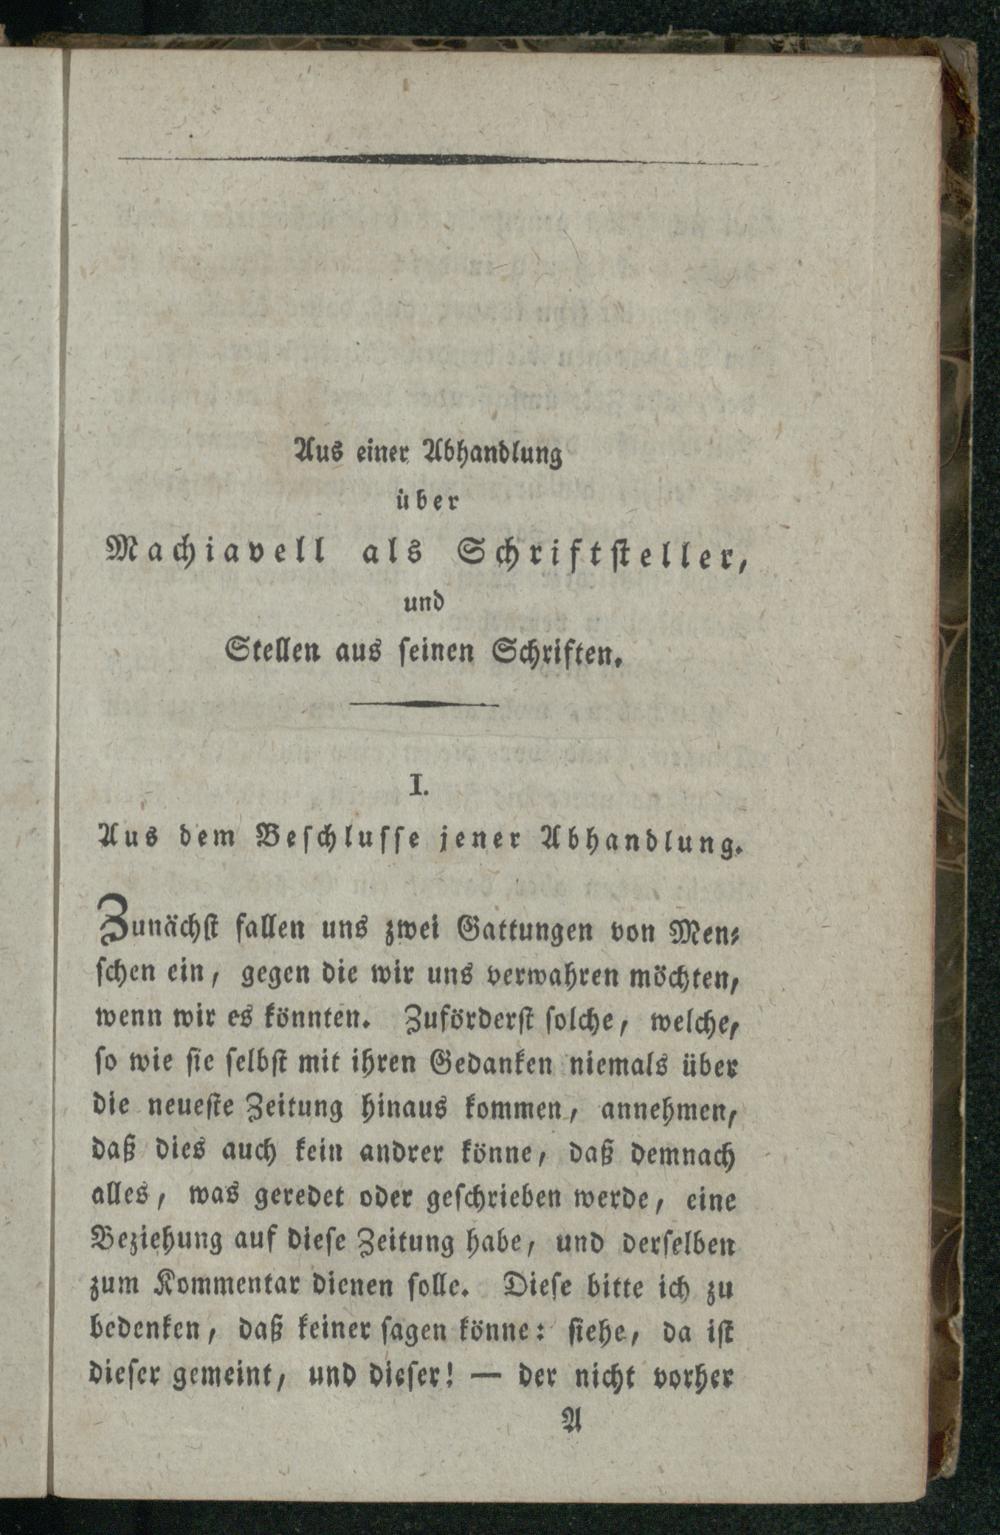 Aus einer Abhandlung
über
Machiavell als Schriftsteller,
und
Stellen aus seinen Schriften.
I.
Aus dem Beschlusse jener Abhandlung.
Zunächst fallen uns zwei Gattungen von Men-
schen ein, gegen die wir uns verwahren möchten,
wenn wir es könnten. Zuförderst solche, welche,
so wie sie selbst mit ihren Gedanken niemals über
die neueste Zeitung hinaus kommen, annehmen,
daß dies auch kein andrer könne, daß demnach
alles, was geredet oder geschrieben werde, eine
Beziehung auf diese Zeitung habe, und derselben
zum Kommentar dienen solle. Diese bitte ich zu
bedenken, daß keiner sagen könne: siehe, da ist
dieser gemeint, und dieser! — der nicht vorher
A